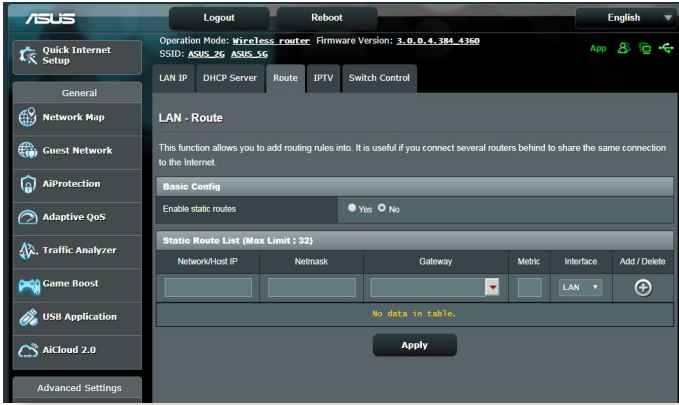 ASUS
Logout
Reboot
English
Quick Internet
Setup
Operation Mode: Wireless router Firmware Version: 3.0.0.4.384_4360
SSID: ASUS_2G ASUS_5G
App
General
Network Map
Guest Network
AiProtection
Adaptive QoS
Traffic Analyzer
Game Boost
USB Application
AiCloud 2.0
Advanced Settings
LAN IP
DHCP Server
Route
IPTV
Switch Control
LAN - Route
This function allows you to add routing rules into. It is useful if you connect several routers behind to share the same connection
to the Internet.
Basic Config
Enable static routes
Yes No
Static Route List (Max Limit : 32)
Network/Host IP
Netmask
Gateway
Metric
Interface
Add / Delete
LAN
No data in table.
Apply